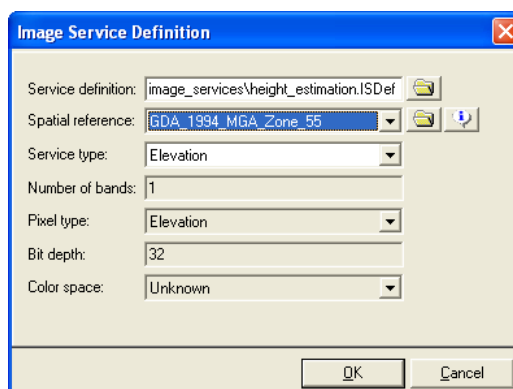 Image Service Definition
Service definition: image_services\height_estimation.ISDef
Spatial reference: GDA_1994_MGA_Zone_55
Service type: Elevation
Number of bands: 1
Pixel type: Elevation
Bit depth: 32
Color space: Unknown
OK Cancel